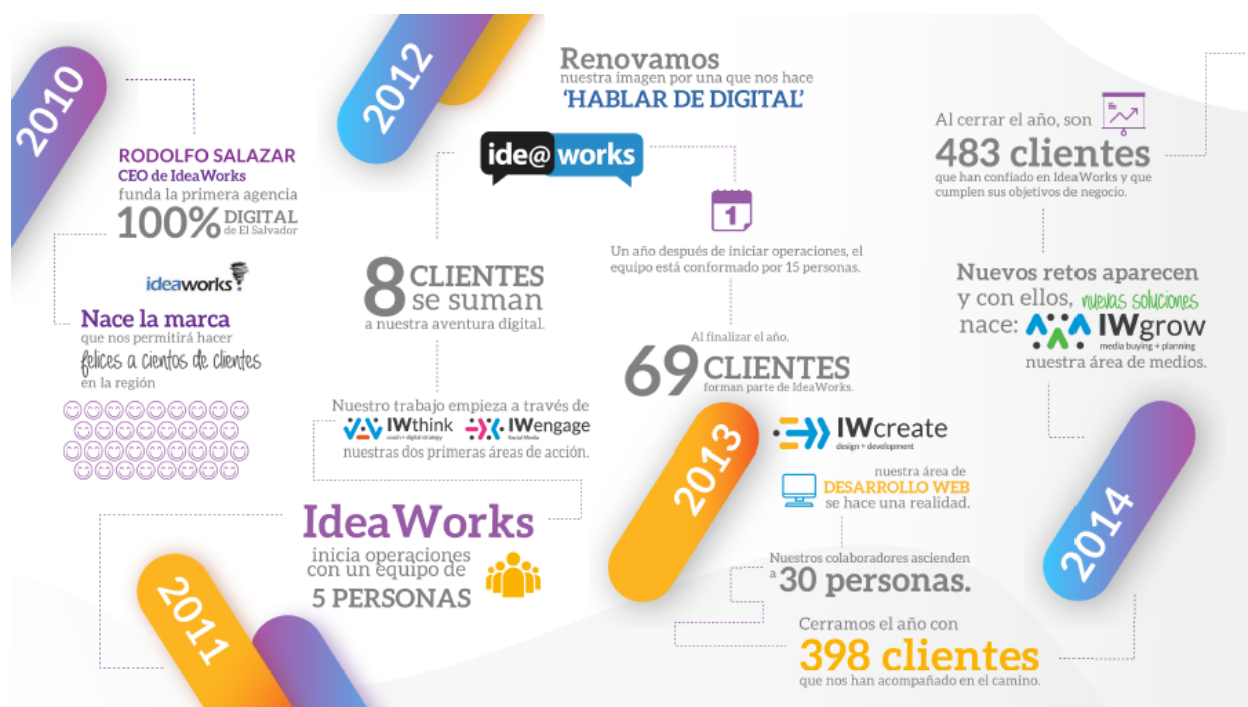 2010
RODOLFO SALAZAR
CEO de IdeaWorks
funda la primera agencia
100% DIGITAL
de El Salvador
ideaworks
Nace la marca
que nos permitirá hacer
felices a cientos de clientes
en la región
2011
IdeaWorks
inicia operaciones
con un equipo de
5 PERSONAS
Nuestro trabajo empieza a través de
IWthink
coach + digital strategy
IWengage
Social Media
nuestras dos primeras áreas de acción.
8 CLIENTES
se suman
a nuestra aventura digital.
2012
Renovamos
nuestra imagen por una que nos hace
‘HABLAR DE DIGITAL’
ide@ works
1
Un año después de iniciar operaciones, el
equipo está conformado por 15 personas.
Al finalizar el año,
69 CLIENTES
forman parte de IdeaWorks.
2013
IWcreate
design + development
nuestra área de
DESARROLLO WEB
se hace una realidad.
Nuestros colaboradores ascienden
a 30 personas.
Cerramos el año con
398 clientes
que nos han acompañado en el camino.
2014
Nuevos retos aparecen
y con ellos, nuevas soluciones
nace: IWgrow
media buying + planning
nuestra área de medios.
Al cerrar el año, son
483 clientes
que han confiado en IdeaWorks y que
cumplen sus objetivos de negocio.